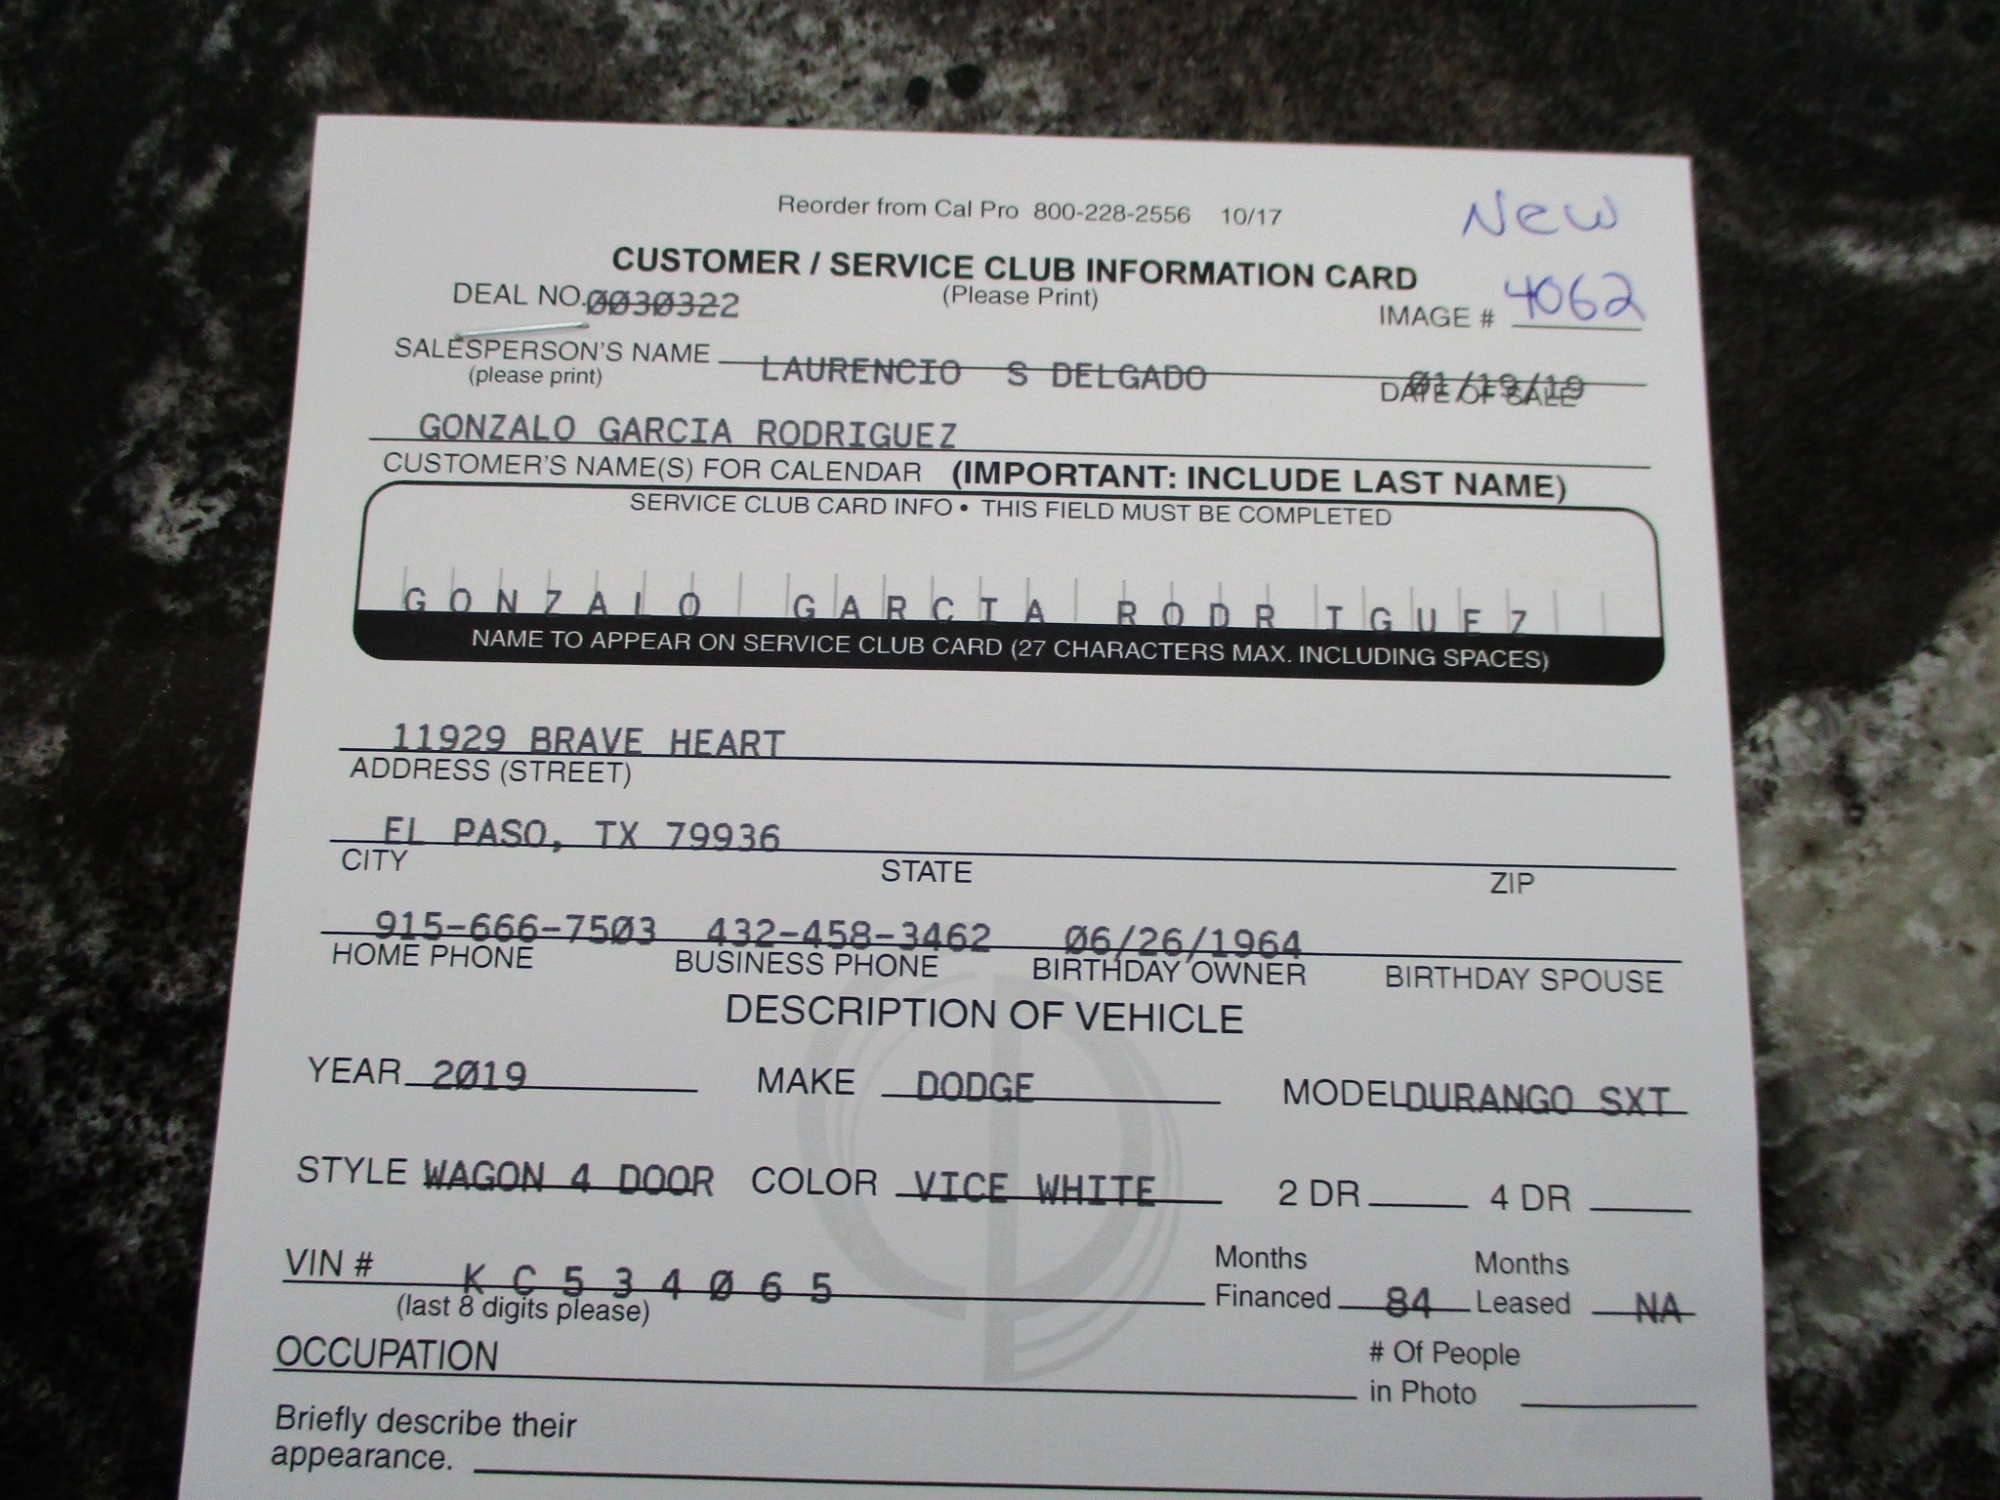 Reorder from Cal Pro 800-228-2556 10/17
New
CUSTOMER / SERVICE CLUB INFORMATION CARD
(Please Print)
DEAL NO. 0030322
IMAGE # 4062
SALESPERSON'S NAME LAURENCIO S DELGADO
(please print)
01/19/19
DATE OF SALE
GONZALO GARCIA RODRIGUEZ
CUSTOMER'S NAME(S) FOR CALENDAR (IMPORTANT: INCLUDE LAST NAME)
SERVICE CLUB CARD INFO • THIS FIELD MUST BE COMPLETED
GONZALO GARCIA RODRIGUEZ
NAME TO APPEAR ON SERVICE CLUB CARD (27 CHARACTERS MAX. INCLUDING SPACES)
11929 BRAVE HEART
ADDRESS (STREET)
EL PASO, TX 79936
CITY STATE ZIP
915-666-7503 432-458-3462 06/26/1964
HOME PHONE BUSINESS PHONE BIRTHDAY OWNER BIRTHDAY SPOUSE
DESCRIPTION OF VEHICLE
YEAR 2019 MAKE DODGE MODEL DURANGO SXT
STYLE WAGON 4 DOOR COLOR VICE WHITE 2 DR 4 DR
VIN # KC534065
(last 8 digits please)
Months Financed 84
Months Leased NA
OCCUPATION
# Of People
in Photo
Briefly describe their
appearance.